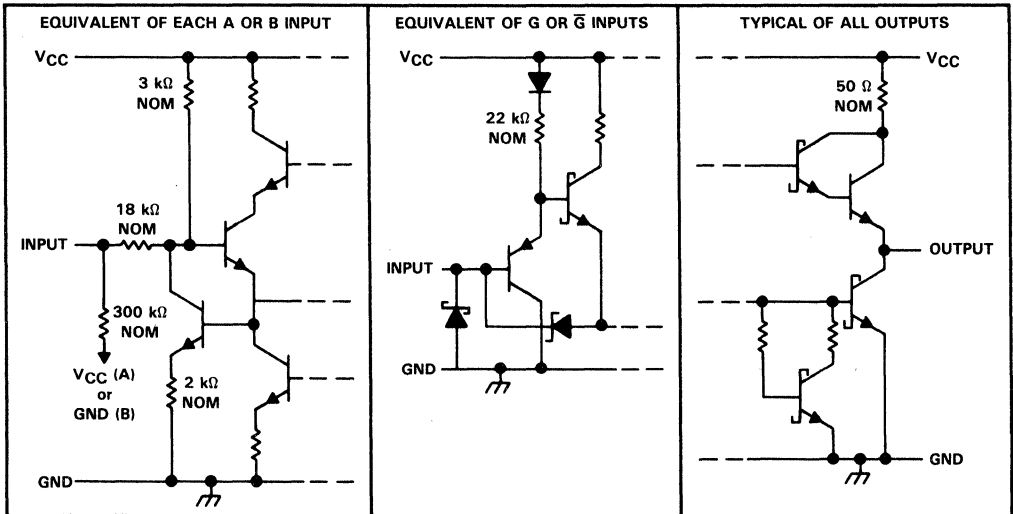 EQUIVALENT OF EACH A OR B INPUT
VCC
3 kΩ
NOM
18 kΩ
NOM
INPUT
300 kΩ
NOM
VCC (A)
or
GND (B)
2 kΩ
NOM
GND
EQUIVALENT OF G OR G̅ INPUTS
VCC
22 kΩ
NOM
INPUT
GND
TYPICAL OF ALL OUTPUTS
VCC
50 Ω
NOM
OUTPUT
GND